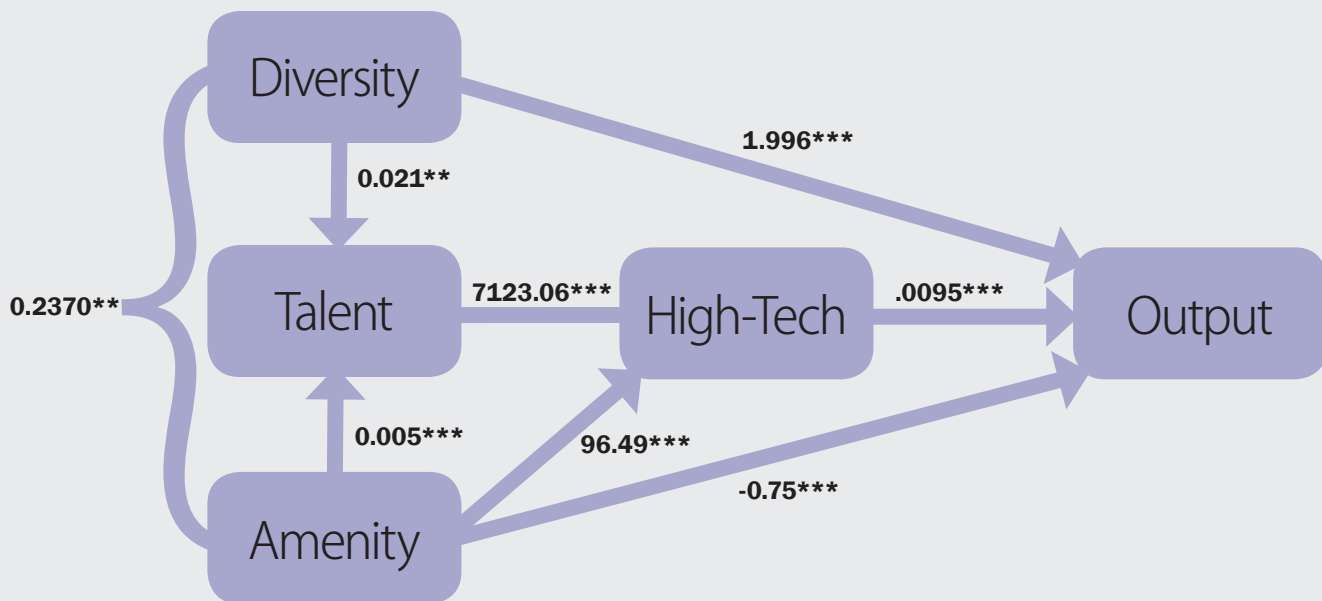 Diversity
1.996***
0.021**
0.2370**
Talent
7123.06***
High-Tech
.0095***
Output
0.005***
96.49***
-0.75***
Amenity